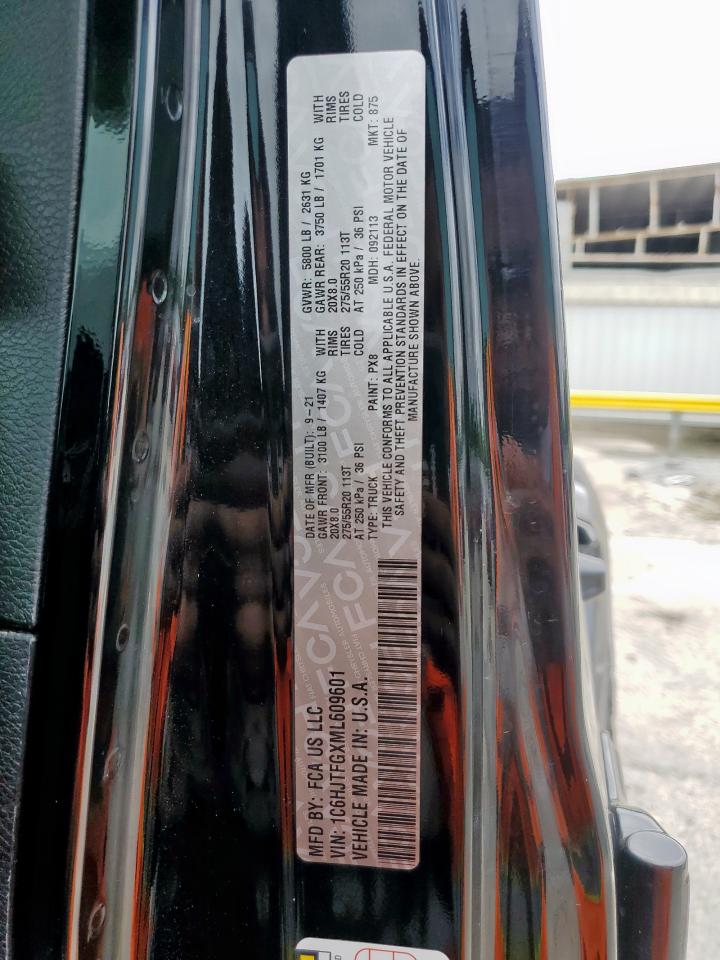 MFD BY: FCA US LLC
DATE OF MFR (BUILT): 9-21
GVWR: 5800 LB / 2631 KG
GAWR FRONT: 3100 LB / 1407 KG WITH
GAWR REAR: 3750 LB / 1701 KG WITH
20X8.0 RIMS
20X8.0 RIMS
275/55R20 113T TIRES
275/55R20 113T TIRES
AT 250 kPa / 36 PSI COLD
AT 250 kPa / 36 PSI COLD
VIN: 1C6HJTFGXML609601
TYPE: TRUCK PAINT: PX8 MDH: 092113 MKT: 875
VEHICLE MADE IN: U.S.A.
THIS VEHICLE CONFORMS TO ALL APPLICABLE U.S.A. FEDERAL MOTOR VEHICLE
SAFETY AND THEFT PREVENTION STANDARDS IN EFFECT ON THE DATE OF
MANUFACTURE SHOWN ABOVE.